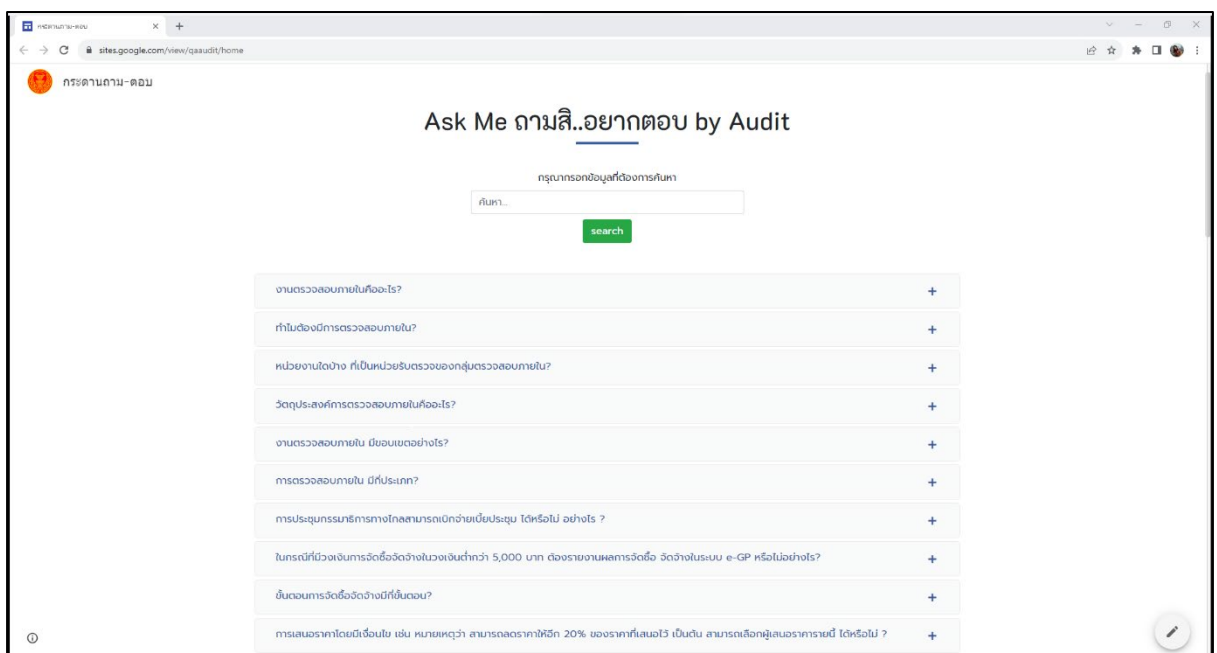 กระดานถาม-ตอบ
sites.google.com/view/qaaudit/home
กระดานถาม-ตอบ
Ask Me ถามสิ..อยากตอบ by Audit
กรุณากรอกข้อมูลที่ต้องการค้นหา
ค้นหา...
search
งานตรวจสอบภายในคืออะไร?
ทำไมต้องมีการตรวจสอบภายใน?
หน่วยงานใดบ้าง ที่เป็นหน่วยรับตรวจของกลุ่มตรวจสอบภายใน?
วัตถุประสงค์การตรวจสอบภายในคืออะไร?
งานตรวจสอบภายใน มีขอบเขตอย่างไร?
การตรวจสอบภายใน มีกี่ประเภท?
การประชุมกรรมาธิการทางไกลสามารถเบิกจ่ายเบี้ยประชุม ได้หรือไม่ อย่างไร ?
ในกรณีที่มีวงเงินการจัดซื้อจัดจ้างในวงเงินต่ำกว่า 5,000 บาท ต้องรายงานผลการจัดซื้อ จัดจ้างในระบบ e-GP หรือไม่อย่างไร?
ขั้นตอนการจัดซื้อจัดจ้างมีกี่ขั้นตอน?
การเสนอราคาโดยมีเงื่อนไข เช่น หมายเหตุว่า สามารถลดราคาให้อีก 20% ของราคาที่เสนอไว้ เป็นต้น สามารถเลือกผู้เสนอราคารายนี้ ได้หรือไม่ ?